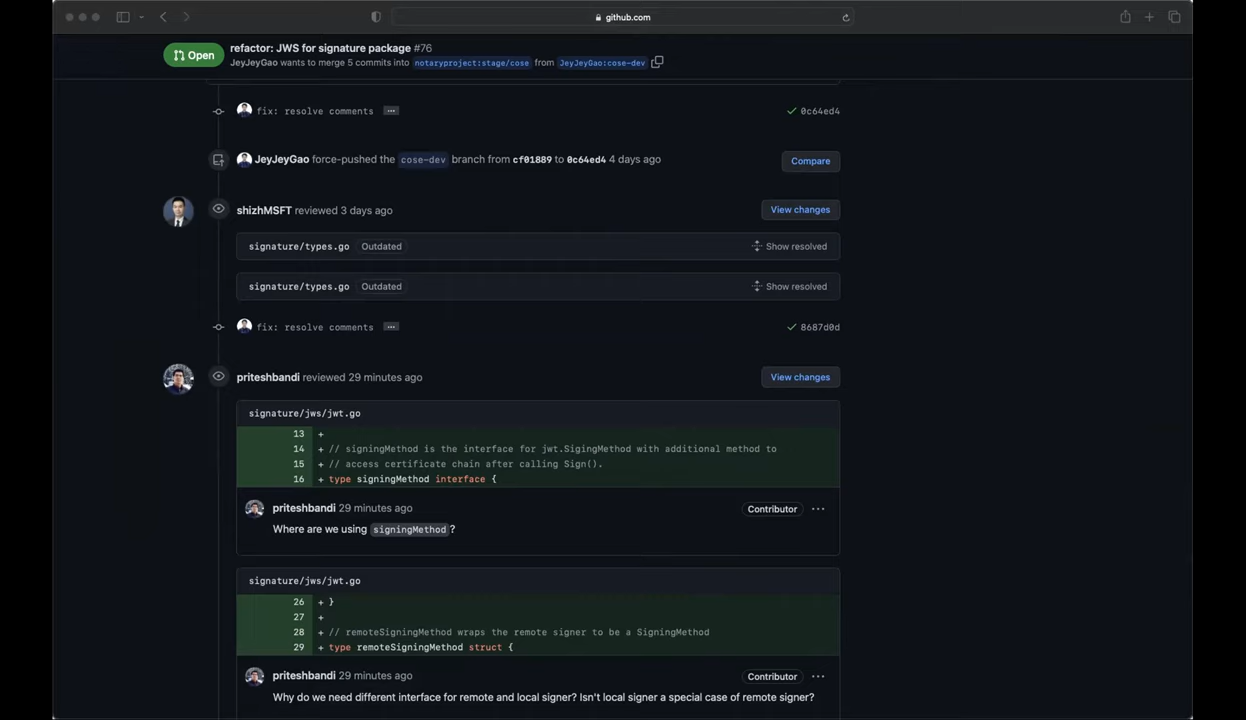 github.com
Open
refactor: JWS for signature package #76
JeyJeyGao wants to merge 5 commits into notaryproject:stage/cose from JeyJeyGao:cose-dev
fix: resolve comments ... 0c64ed4
JeyJeyGao force-pushed the cose-dev branch from cf01889 to 0c64ed4 4 days ago Compare
shizhMSFT reviewed 3 days ago View changes
signature/types.go Outdated Show resolved
signature/types.go Outdated Show resolved
fix: resolve comments ... 8687d0d
priteshbandi reviewed 29 minutes ago View changes
signature/jws/jwt.go
13 +
14 + // signingMethod is the interface for jwt.SigingMethod with additional method to
15 + // access certificate chain after calling Sign().
16 + type signingMethod interface {
priteshbandi 29 minutes ago Contributor ...
Where are we using signingMethod?
signature/jws/jwt.go
26 + }
27 +
28 + // remoteSigningMethod wraps the remote signer to be a SigningMethod
29 + type remoteSigningMethod struct {
priteshbandi 29 minutes ago Contributor ...
Why do we need different interface for remote and local signer? Isn't local signer a special case of remote signer?